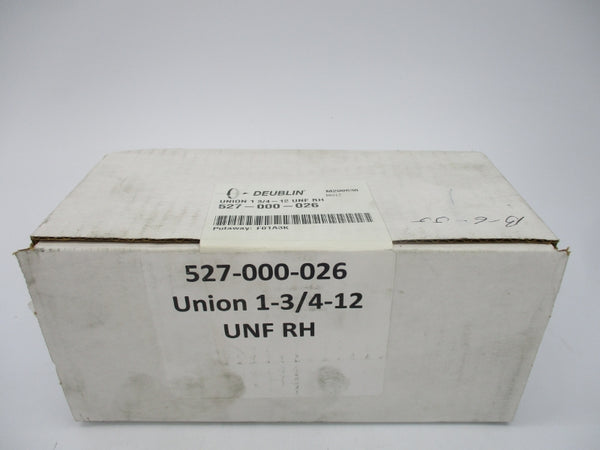 DEUBLIN
UNION 1 3/4-12 UNF RH
527-000-026
Putaway: F01A3K
527-000-026
Union 1-3/4-12
UNF RH